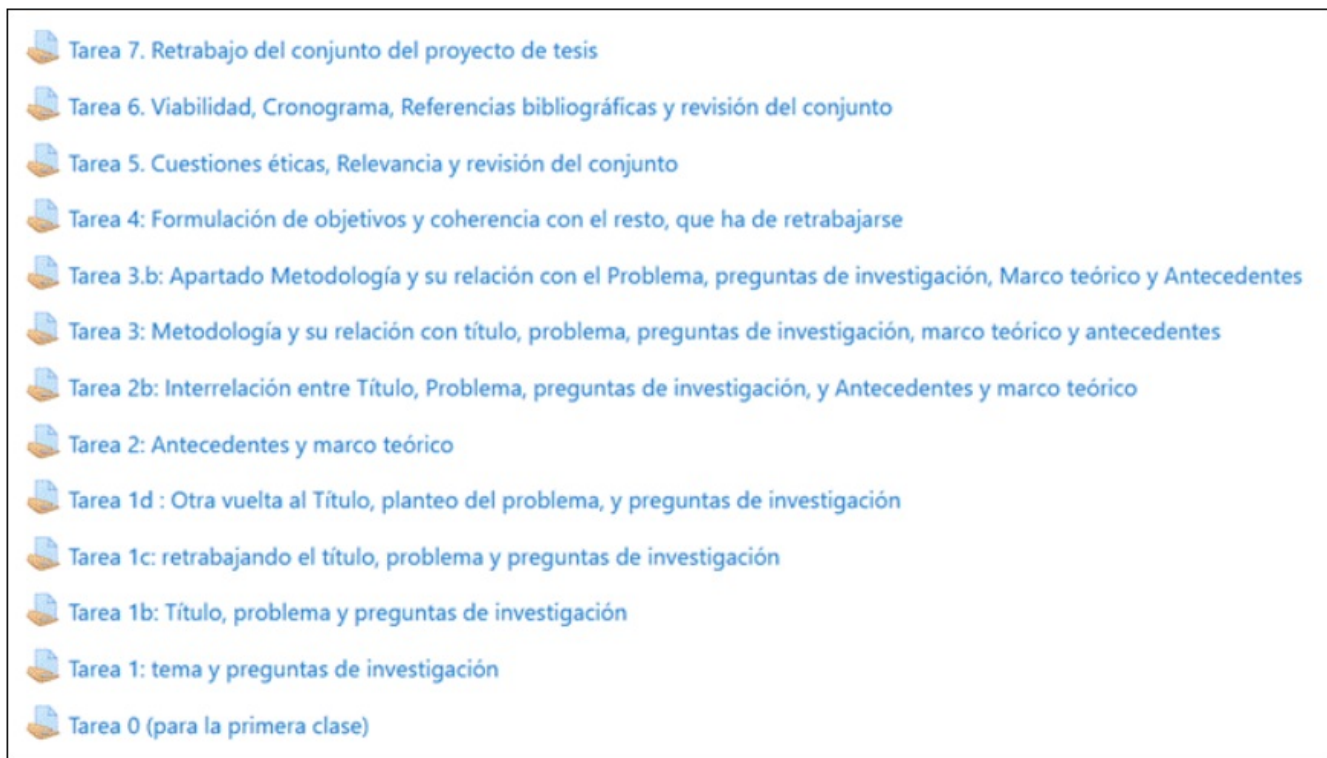 Tarea 7. Retrabajo del conjunto del proyecto de tesis
Tarea 6. Viabilidad, Cronograma, Referencias bibliográficas y revisión del conjunto
Tarea 5. Cuestiones éticas, Relevancia y revisión del conjunto
Tarea 4: Formulación de objetivos y coherencia con el resto, que ha de retrabajarse
Tarea 3.b: Apartado Metodología y su relación con el Problema, preguntas de investigación, Marco teórico y Antecedentes
Tarea 3: Metodología y su relación con título, problema, preguntas de investigación, marco teórico y antecedentes
Tarea 2b: Interrelación entre Título, Problema, preguntas de investigación, y Antecedentes y marco teórico
Tarea 2: Antecedentes y marco teórico
Tarea 1d : Otra vuelta al Título, planteo del problema, y preguntas de investigación
Tarea 1c: retrabajando el título, problema y preguntas de investigación
Tarea 1b: Título, problema y preguntas de investigación
Tarea 1: tema y preguntas de investigación
Tarea 0 (para la primera clase)